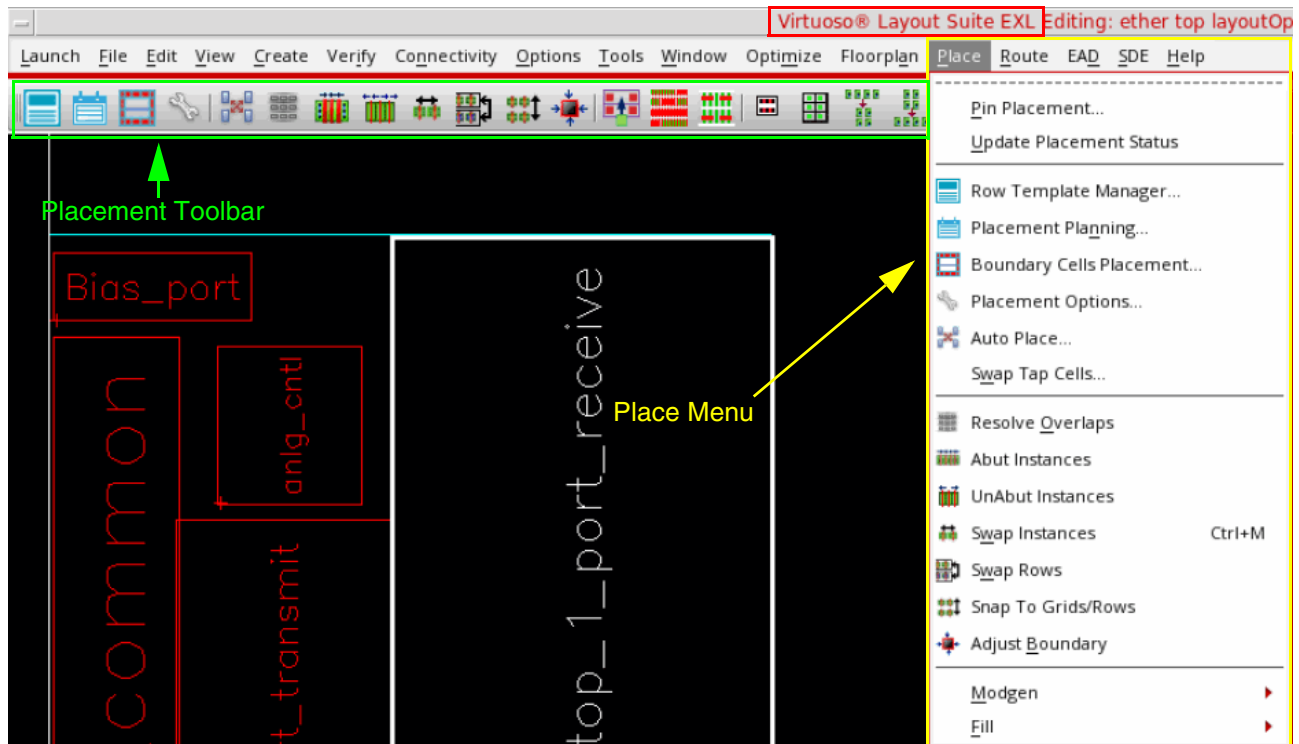 Virtuoso® Layout Suite EXL Editing: ether top layoutOp
Launch File Edit View Create Verify Connectivity Options Tools Window Optimize Floorplan Place Route EAD SDE Help
Placement Toolbar
Pin Placement...
Update Placement Status
Row Template Manager...
Placement Planning...
Boundary Cells Placement...
Placement Options...
Auto Place...
Swap Tap Cells...
Resolve Overlaps
Abut Instances
UnAbut Instances
Swap Instances Ctrl+M
Swap Rows
Snap To Grids/Rows
Adjust Boundary
Modgen
Fill
Place Menu
Bias_port
common
anlg_cntl
t_transmit
top_1_port_receive